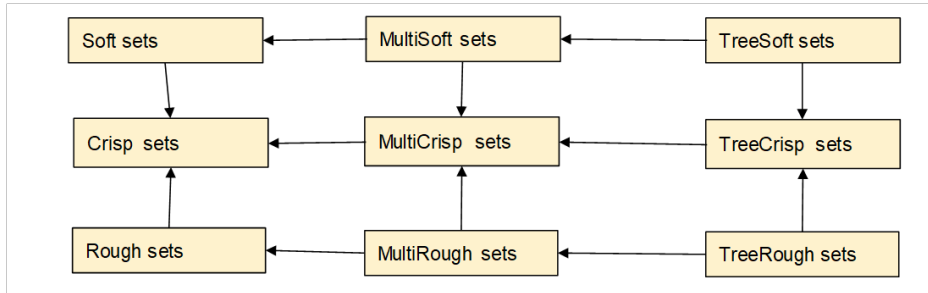 Soft sets
MultiSoft sets
TreeSoft sets
Crisp sets
MultiCrisp sets
TreeCrisp sets
Rough sets
MultiRough sets
TreeRough sets